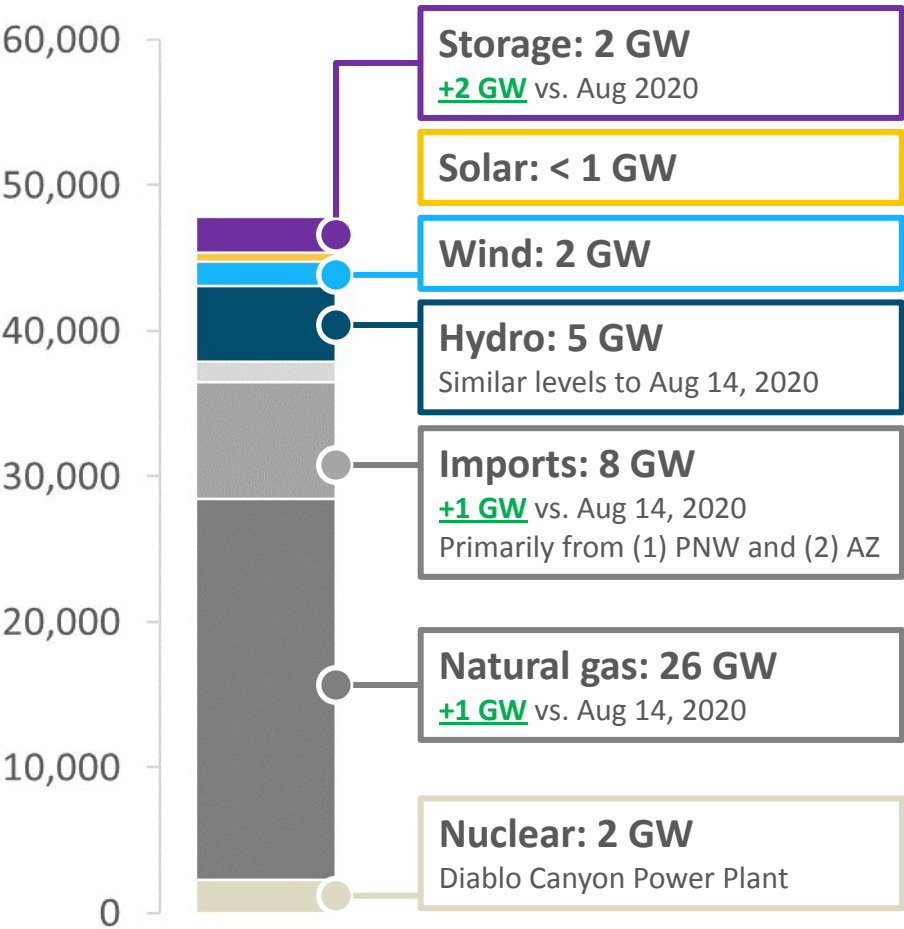 60,000
50,000
40,000
30,000
20,000
10,000
0
Storage: 2 GW
+2 GW vs. Aug 2020
Solar: < 1 GW
Wind: 2 GW
Hydro: 5 GW
Similar levels to Aug 14, 2020
Imports: 8 GW
+1 GW vs. Aug 14, 2020
Primarily from (1) PNW and (2) AZ
Natural gas: 26 GW
+1 GW vs. Aug 14, 2020
Nuclear: 2 GW
Diablo Canyon Power Plant